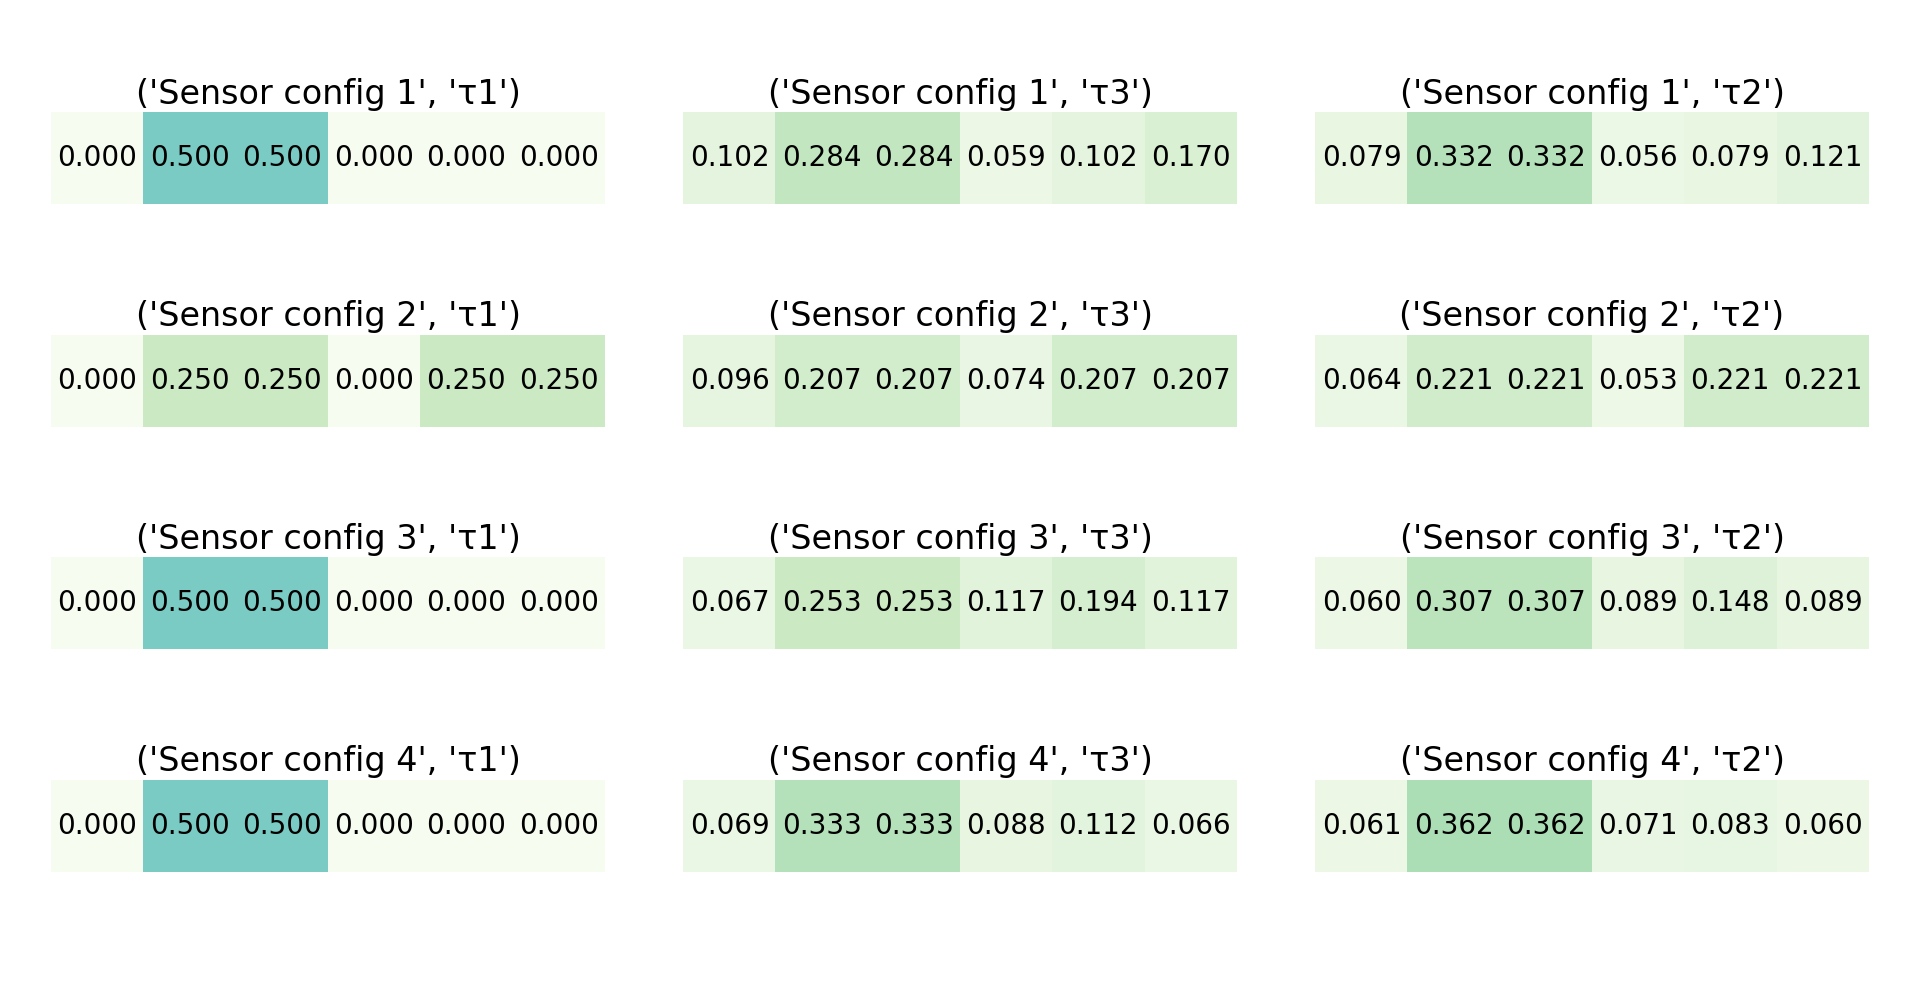 ('Sensor config 1', 'τ1') ('Sensor config 1', 'τ3') ('Sensor config 1', 'τ2')
0.000 0.500 0.500 0.000 0.000 0.000 0.102 0.284 0.284 0.059 0.102 0.170 0.079 0.332 0.332 0.056 0.079 0.121
('Sensor config 2', 'τ1') ('Sensor config 2', 'τ3') ('Sensor config 2', 'τ2')
0.000 0.250 0.250 0.000 0.250 0.250 0.096 0.207 0.207 0.074 0.207 0.207 0.064 0.221 0.221 0.053 0.221 0.221
('Sensor config 3', 'τ1') ('Sensor config 3', 'τ3') ('Sensor config 3', 'τ2')
0.000 0.500 0.500 0.000 0.000 0.000 0.067 0.253 0.253 0.117 0.194 0.117 0.060 0.307 0.307 0.089 0.148 0.089
('Sensor config 4', 'τ1') ('Sensor config 4', 'τ3') ('Sensor config 4', 'τ2')
0.000 0.500 0.500 0.000 0.000 0.000 0.069 0.333 0.333 0.088 0.112 0.066 0.061 0.362 0.362 0.071 0.083 0.060